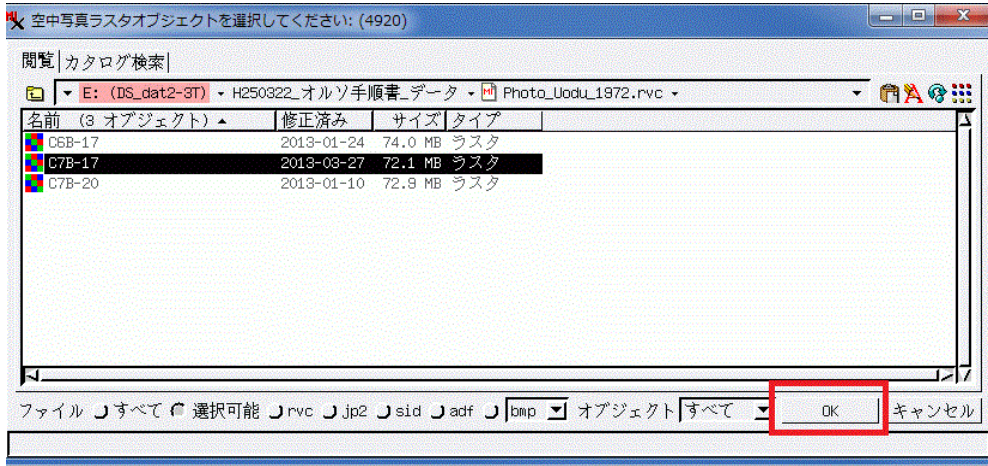 空中写真ラスタオブジェクトを選択してください: (4920)
閲覧 カタログ検索
E: (DS_dat2-3T) H250322_オルソ手順書_データ Photo_Uodu_1972.rvc
名前 (3 オブジェクト) 修正済み サイズ タイプ
C6B-17 2013-01-24 74.0 MB ラスタ
C7B-17 2013-03-27 72.1 MB ラスタ
C7B-20 2013-01-10 72.9 MB ラスタ
ファイル すべて 選択可能 rvc jp2 sid adf bmp オブジェクト すべて OK キャンセル